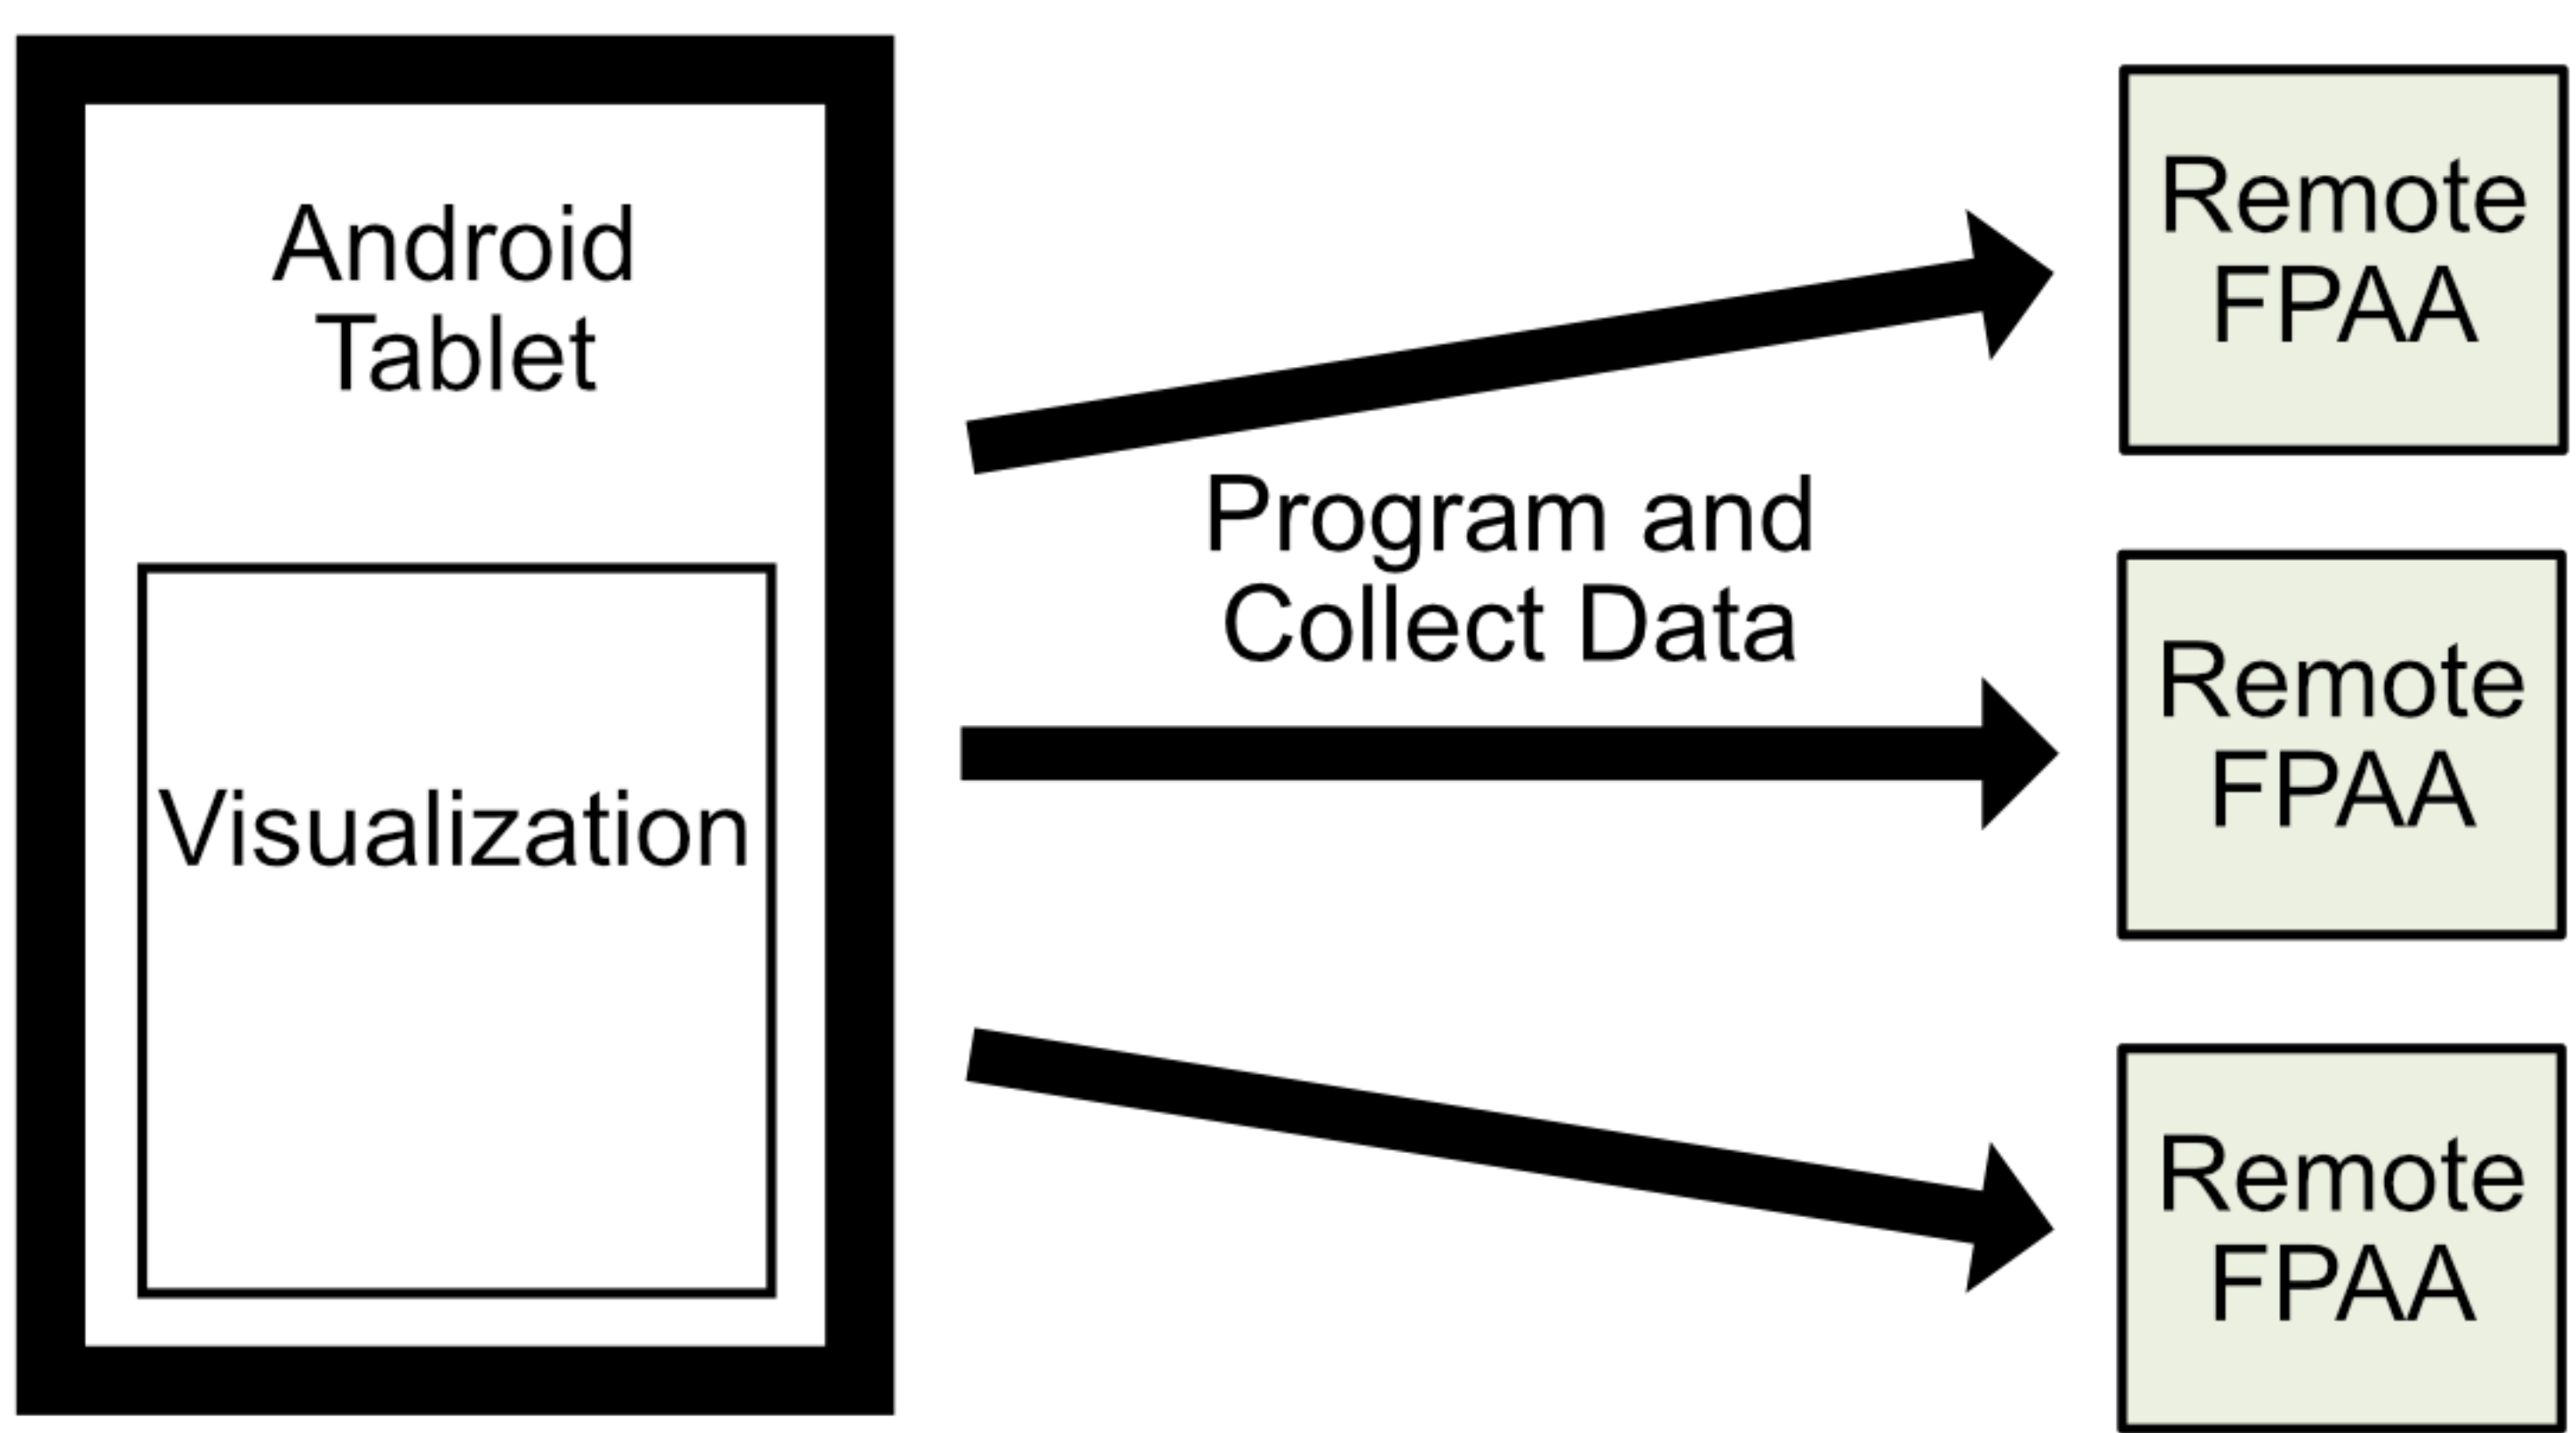 Android
Tablet
Visualization
Program and
Collect Data
Remote
FPAA
Remote
FPAA
Remote
FPAA